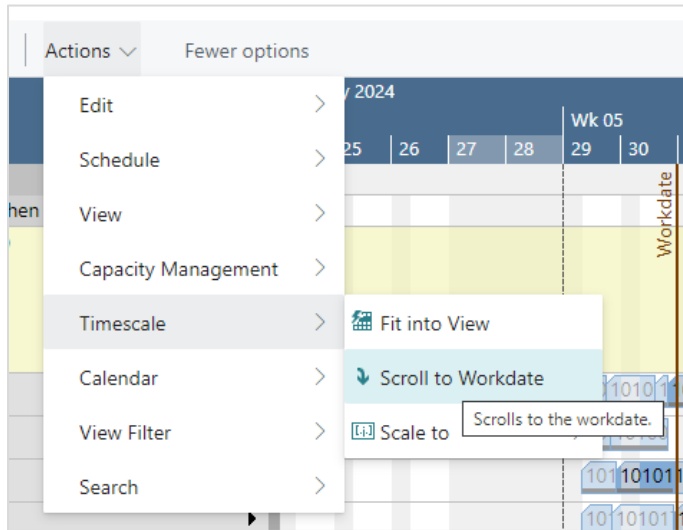 Actions Fewer options
y 2024
Wk 05
25 26 27 28 29 30
Workdate
hen
Edit
Schedule
View
Capacity Management
Timescale
Calendar
View Filter
Search
Fit into View
Scroll to Workdate
Scale to
Scrolls to the workdate.
1010
101 101011
101 10101